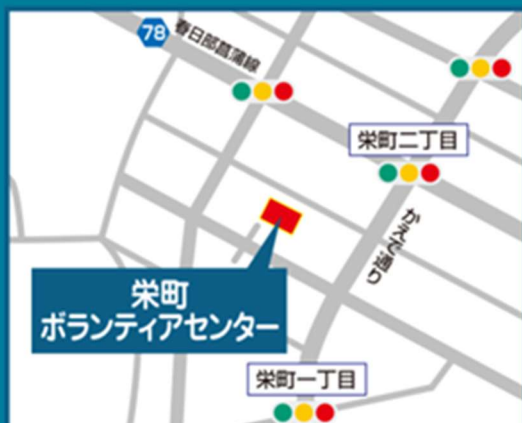 78
春日部菖蒲線
栄町二丁目
かえで通り
栄町
ボランティアセンター
栄町一丁目